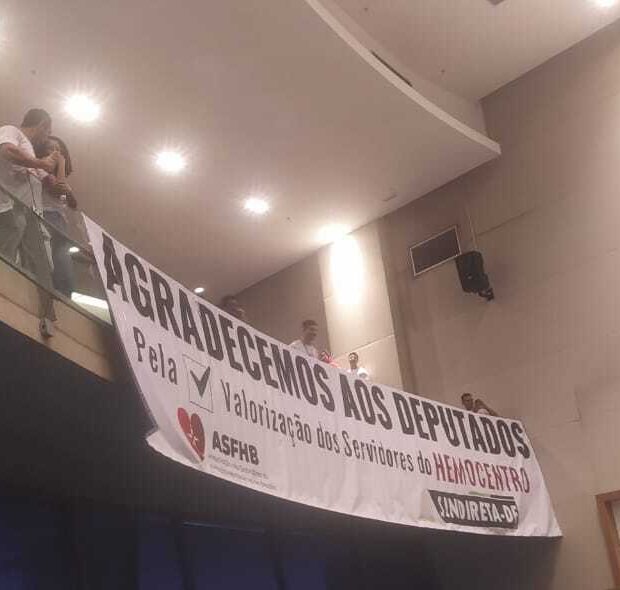 AGRADECEMOS AOS DEPUTADOS
Pela Valorização dos Servidores do HEMOCENTRO
ASFHB
SINDIRETA-DF